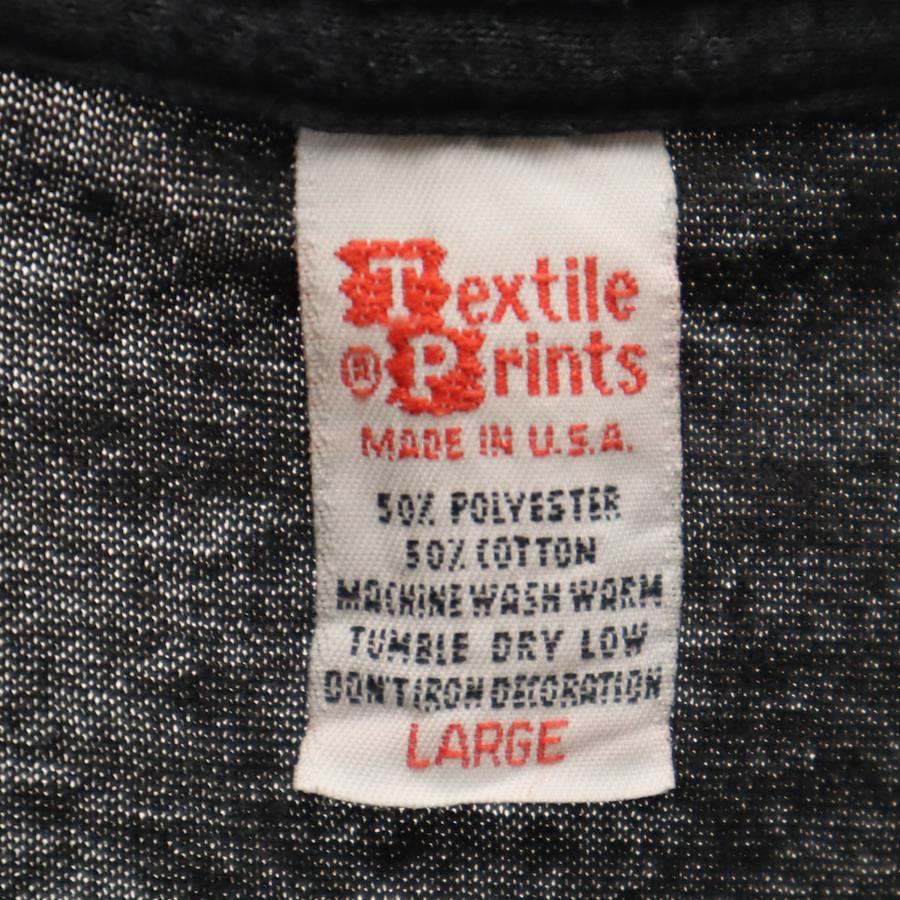 Textile
® Prints
MADE IN U.S.A.
50% POLYESTER
50% COTTON
MACHINE WASH WARM
TUMBLE DRY LOW
DON'T IRON DECORATION
LARGE